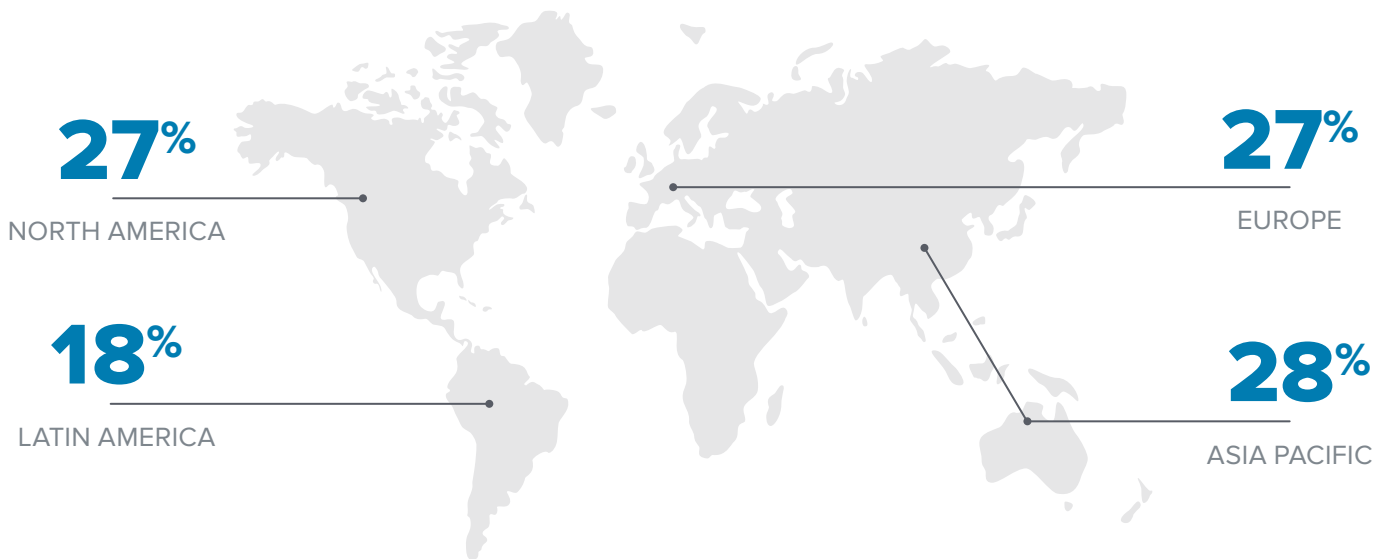 27%
NORTH AMERICA
27%
EUROPE
18%
LATIN AMERICA
28%
ASIA PACIFIC